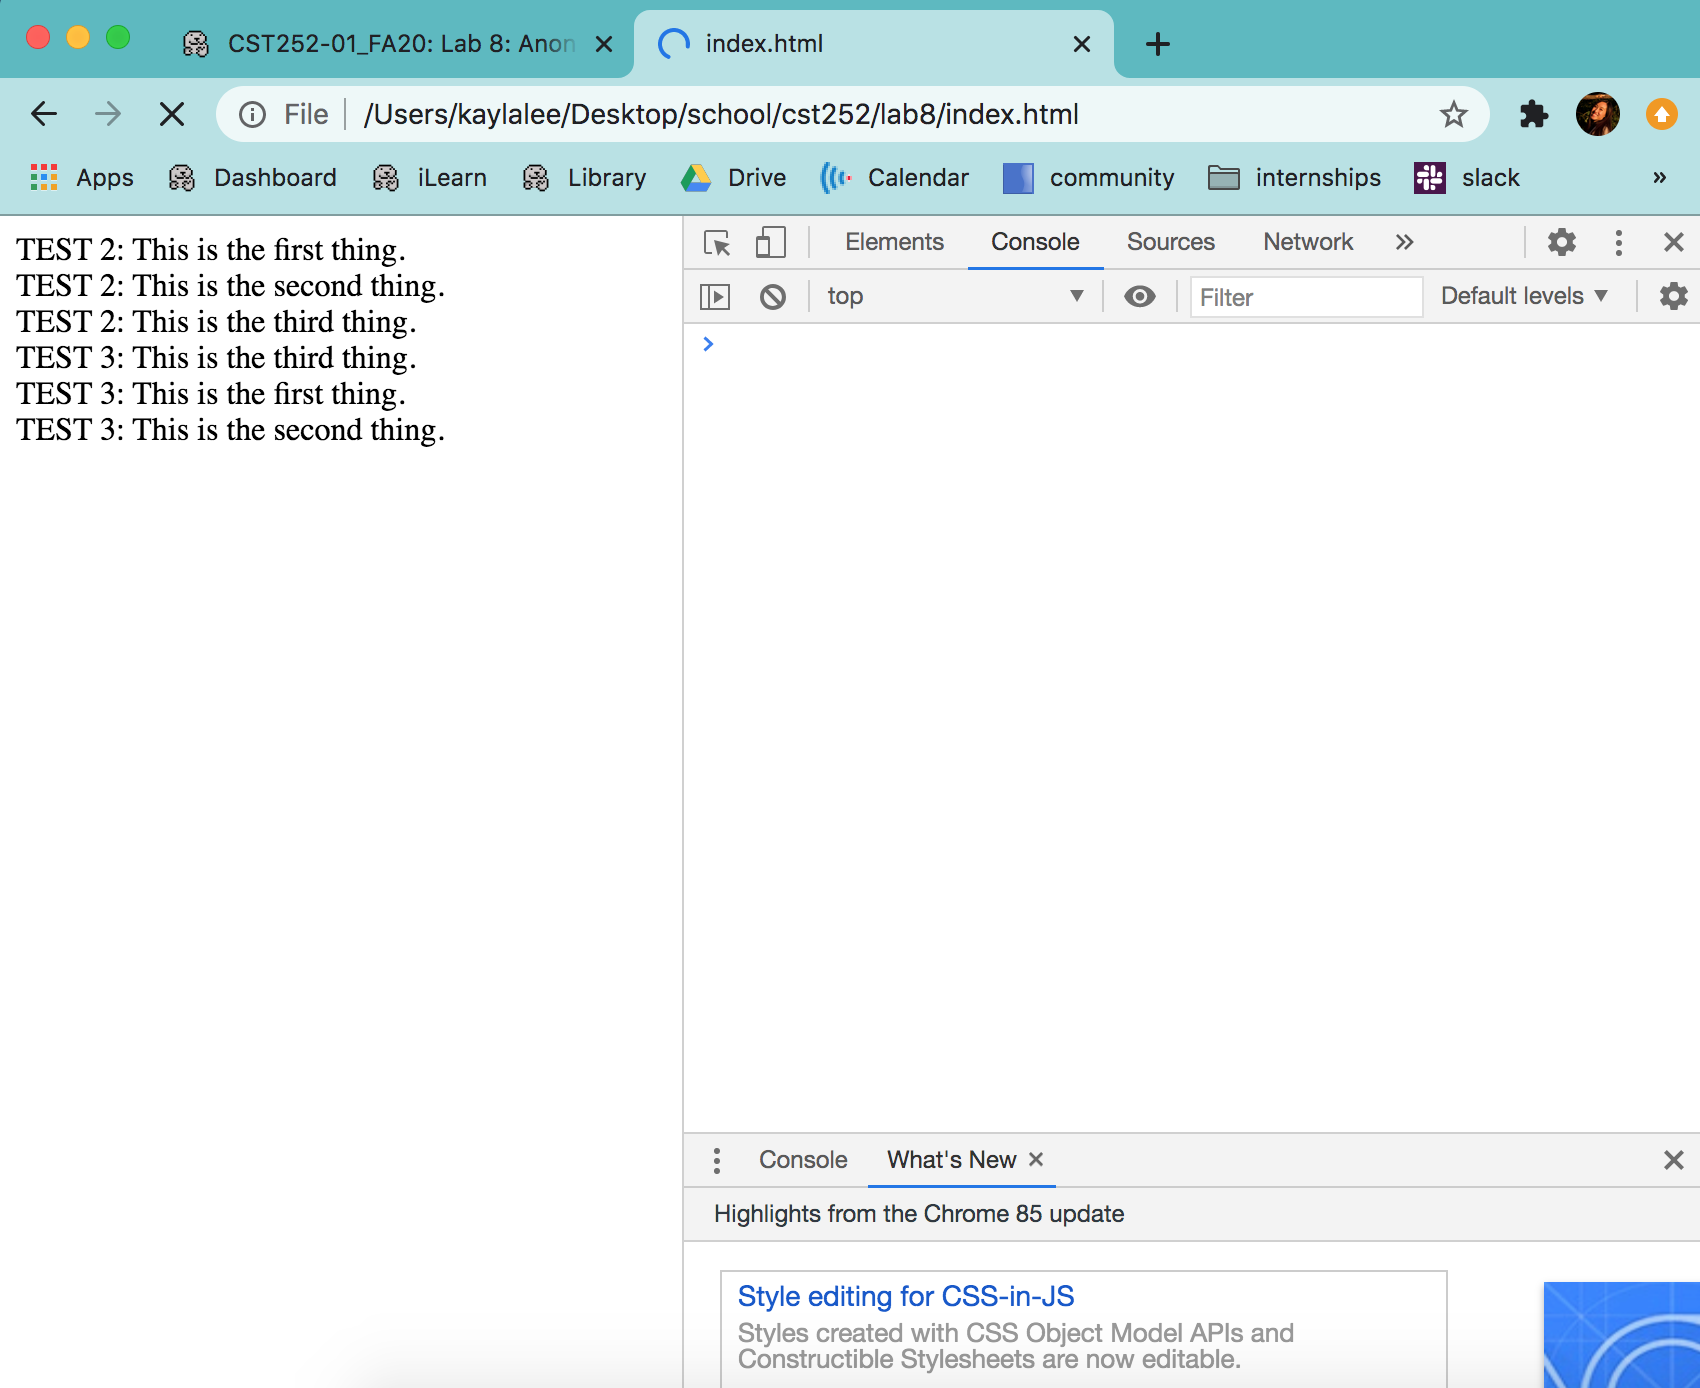 CST252-01_FA20: Lab 8: Anon
index.html
File
/Users/kaylalee/Desktop/school/cst252/lab8/index.html
Apps Dashboard iLearn Library Drive Calendar community internships slack »
TEST 2: This is the first thing.
TEST 2: This is the second thing.
TEST 2: This is the third thing.
TEST 3: This is the third thing.
TEST 3: This is the first thing.
TEST 3: This is the second thing.
Elements Console Sources Network »
top Filter Default levels
Console What's New
Highlights from the Chrome 85 update
Style editing for CSS-in-JS
Styles created with CSS Object Model APIs and
Constructible Stylesheets are now editable.